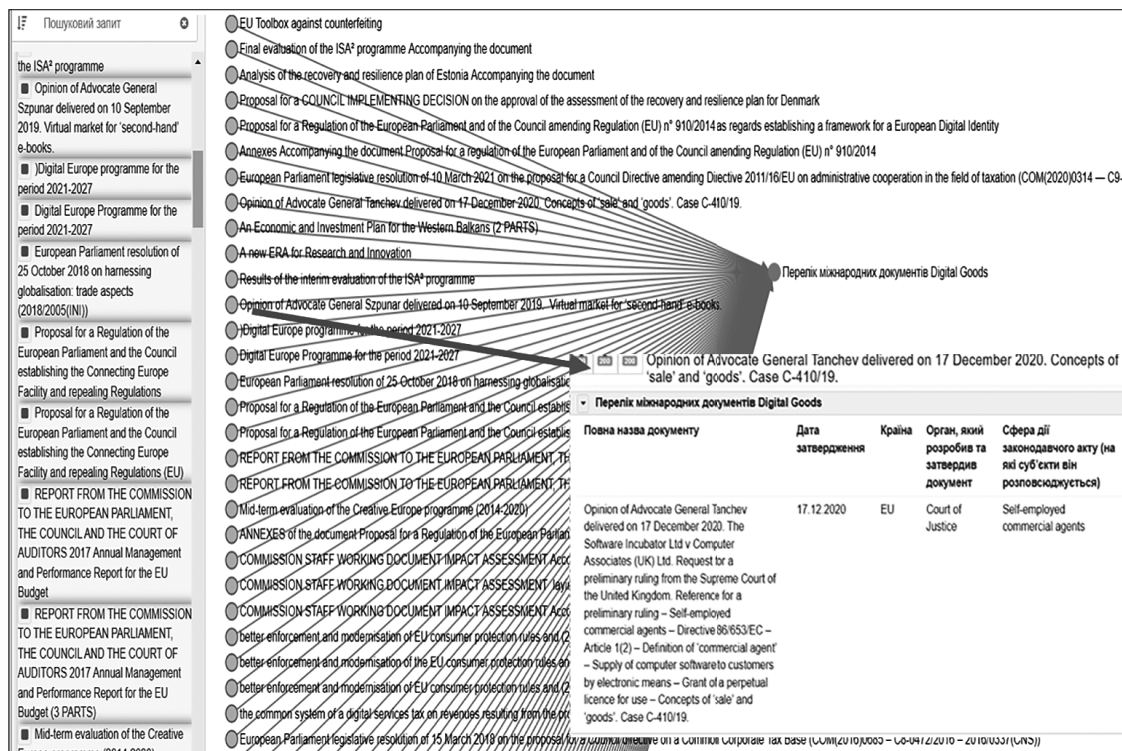 Пошуковий запит
the ISA² programme
Opinion of Advocate General
Szpunar delivered on 10 September
2019. Virtual market for ‘second-hand’
e-books.
)Digital Europe programme for the
period 2021-2027
Digital Europe Programme for the
period 2021-2027
European Parliament resolution of
25 October 2018 on harnessing
globalisation: trade aspects
(2018/2005(INI))
Proposal for a Regulation of the
European Parliament and the Council
establishing the Connecting Europe
Facility and repealing Regulations
Proposal for a Regulation of the
European Parliament and the Council
establishing the Connecting Europe
Facility and repealing Regulations (EU)
REPORT FROM THE COMMISSION
TO THE EUROPEAN PARLIAMENT,
THE COUNCIL AND THE COURT OF
AUDITORS 2017 Annual Management
and Performance Report for the EU
Budget
REPORT FROM THE COMMISSION
TO THE EUROPEAN PARLIAMENT,
THE COUNCIL AND THE COURT OF
AUDITORS 2017 Annual Management
and Performance Report for the EU
Budget (3 PARTS)
Mid-term evaluation of the Creative
EU Toolbox against counterfeiting
Final evaluation of the ISA² programme Accompanying the document
Analysis of the recovery and resilience plan of Estonia Accompanying the document
Proposal for a COUNCIL IMPLEMENTING DECISION on the approval of the assessment of the recovery and resilience plan for Denmark
Proposal for a Regulation of the European Parliament and of the Council amending Regulation (EU) n° 910/2014 as regards establishing a framework for a European Digital Identity
Annexes Accompanying the document Proposal for a regulation of the European Parliament and of the Council amending Regulation (EU) n° 910/2014
European Parliament legislative resolution of 10 March 2021 on the proposal for a Council Directive amending Directive 2011/16/EU on administrative cooperation in the field of taxation (COM(2020)0314 — C9-
Opinion of Advocate General Tanchev delivered on 17 December 2020. Concepts of ‘sale’ and ‘goods’. Case C-410/19.
An Economic and Investment Plan for the Western Balkans (2 PARTS)
A new ERA for Research and Innovation
Results of the interim evaluation of the ISA² programme
Opinion of Advocate General Szpunar delivered on 10 September 2019. Virtual market for ‘second-hand’ e-books.
)Digital Europe programme for the period 2021-2027
Digital Europe Programme for the period 2021-2027
European Parliament resolution of 25 October 2018 on harnessing globalisatio
Proposal for a Regulation of the European Parliament and the Council establis
Proposal for a Regulation of the European Parliament and the Council establis
REPORT FROM THE COMMISSION TO THE EUROPEAN PARLIAMENT, TH
REPORT FROM THE COMMISSION TO THE EUROPEAN PARLIAMENT, TH
Mid-term evaluation of the Creative Europe programme (2014-2020)
ANNEXES of the document Proposal for a Regulation of the European Parliam
COMMISSION STAFF WORKING DOCUMENT IMPACT ASSESSMENT Acco
COMMISSION STAFF WORKING DOCUMENT IMPACT ASSESSMENT layi
COMMISSION STAFF WORKING DOCUMENT IMPACT ASSESSMENT Acco
better enforcement and modernisation of EU consumer protection rules and (2
better enforcement and modernisation of the EU consumer protection rules an
better enforcement and modernisation of EU consumer protection rules and (2
the common system of a digital services tax on revenues resulting from the pro
European Parliament legislative resolution of 15 March 2018 on the proposal for a council directive on a Common Corporate Tax Base (COM(2016)0685 – C8-0472/2016 – 2016/0337(CNS))
Перелік міжнародних документів Digital Goods
Opinion of Advocate General Tanchev delivered on 17 December 2020. Concepts of
‘sale’ and ‘goods’. Case C-410/19.
Перелік міжнародних документів Digital Goods
Повна назва документу
Дата
затвердження
Країна
Орган, який
розробив та
затвердив
документ
Сфера дії
законодавчого акту (на
які суб’єкти він
розповсюджується)
Opinion of Advocate General Tanchev
delivered on 17 December 2020. The
Software Incubator Ltd v Computer
Associates (UK) Ltd. Request for a
preliminary ruling from the Supreme Court of
the United Kingdom. Reference for a
preliminary ruling – Self-employed
commercial agents – Directive 86/653/EC –
Article 1(2) – Definition of ‘commercial agent’
– Supply of computer software to customers
by electronic means – Grant of a perpetual
licence for use – Concepts of ‘sale’ and
‘goods’. Case C-410/19.
17.12.2020
EU
Court of
Justice
Self-employed
commercial agents